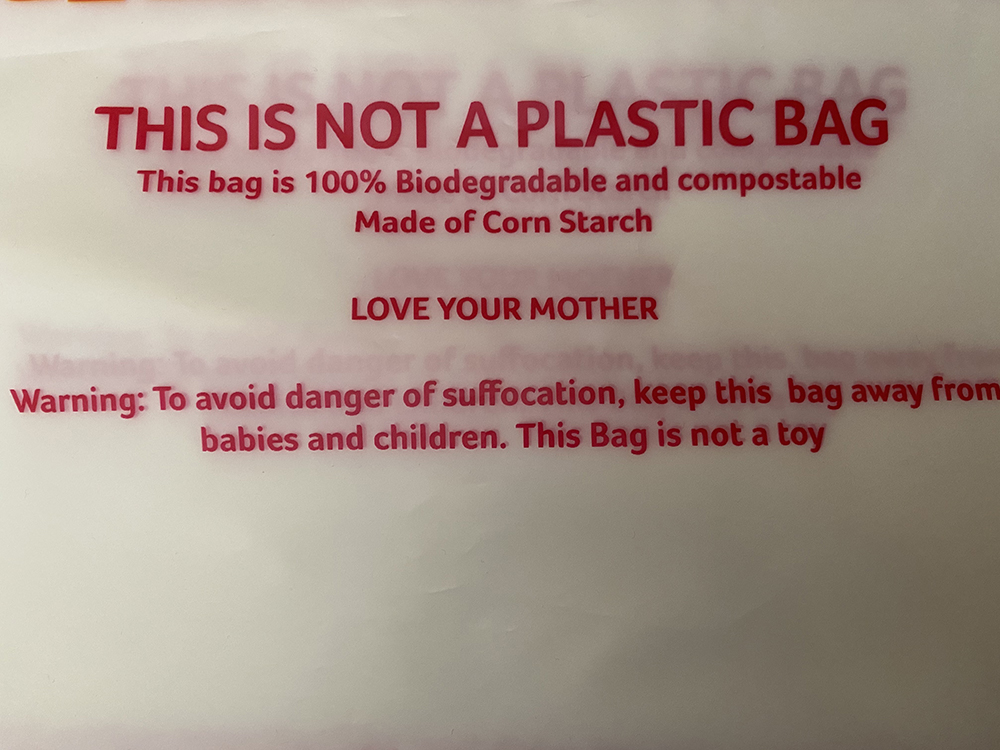 THIS IS NOT A PLASTIC BAG
This bag is 100% Biodegradable and compostable
Made of Corn Starch
LOVE YOUR MOTHER
Warning: To avoid danger of suffocation, keep this bag away from
babies and children. This Bag is not a toy